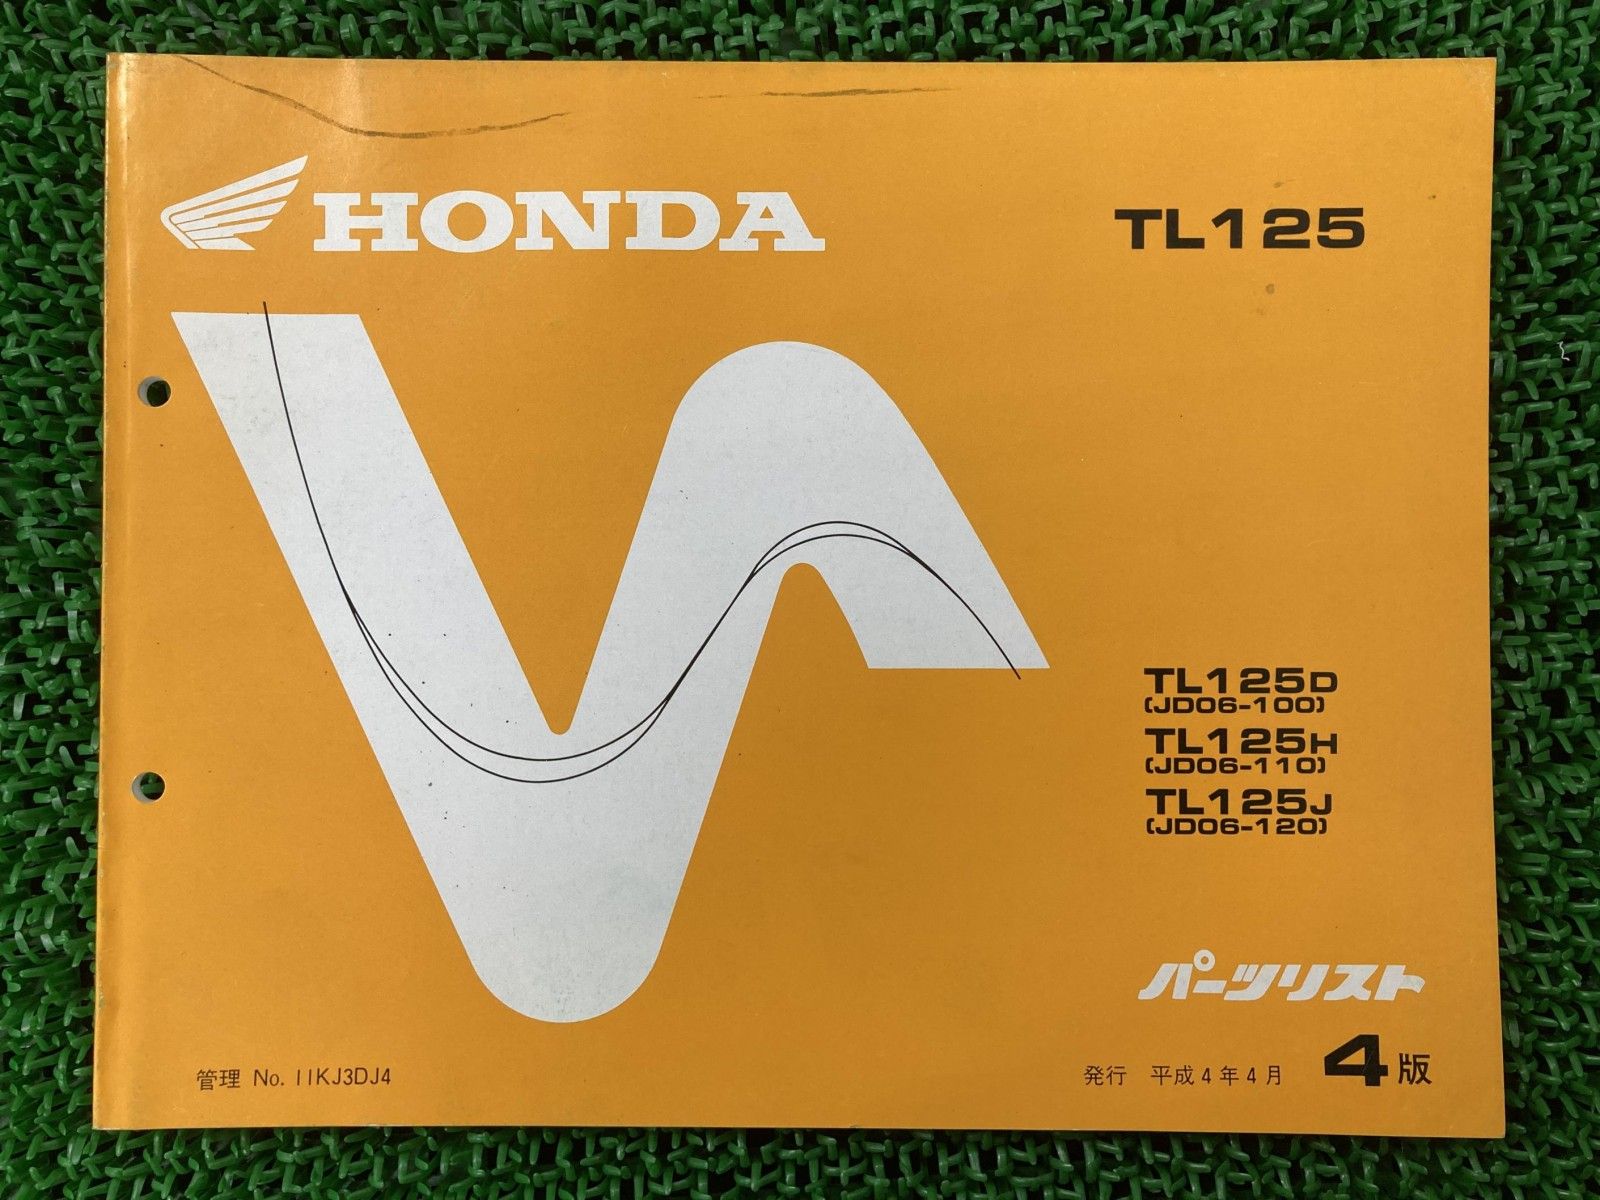 HONDA
TL125
TL125D
(JD06-100)
TL125H
(JD06-110)
TL125J
(JD06-120)
パーツリスト
管理 No. 11KJ3DJ4
発行 平成4年4月 4版